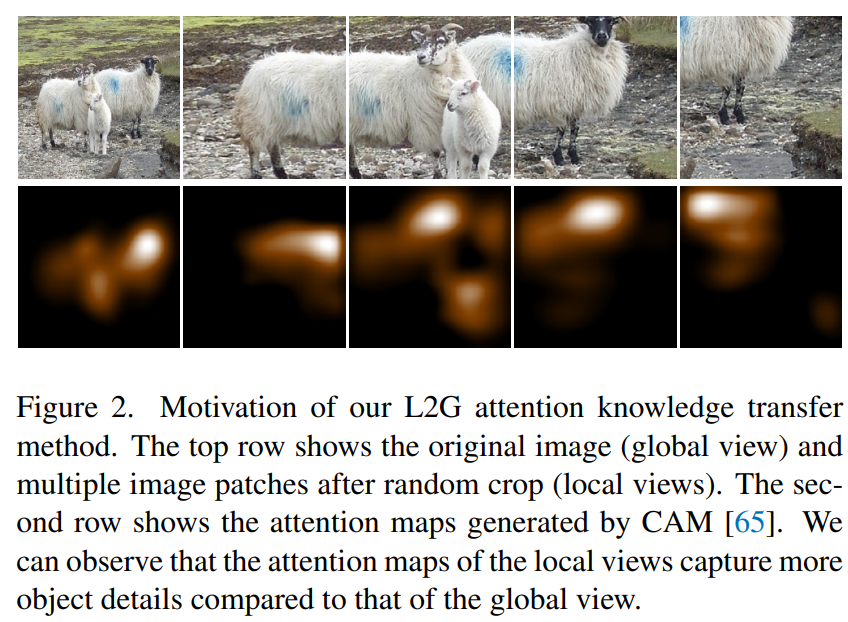 Figure 2. Motivation of our L2G attention knowledge transfer
method. The top row shows the original image (global view) and
multiple image patches after random crop (local views). The sec-
ond row shows the attention maps generated by CAM [65]. We
can observe that the attention maps of the local views capture more
object details compared to that of the global view.